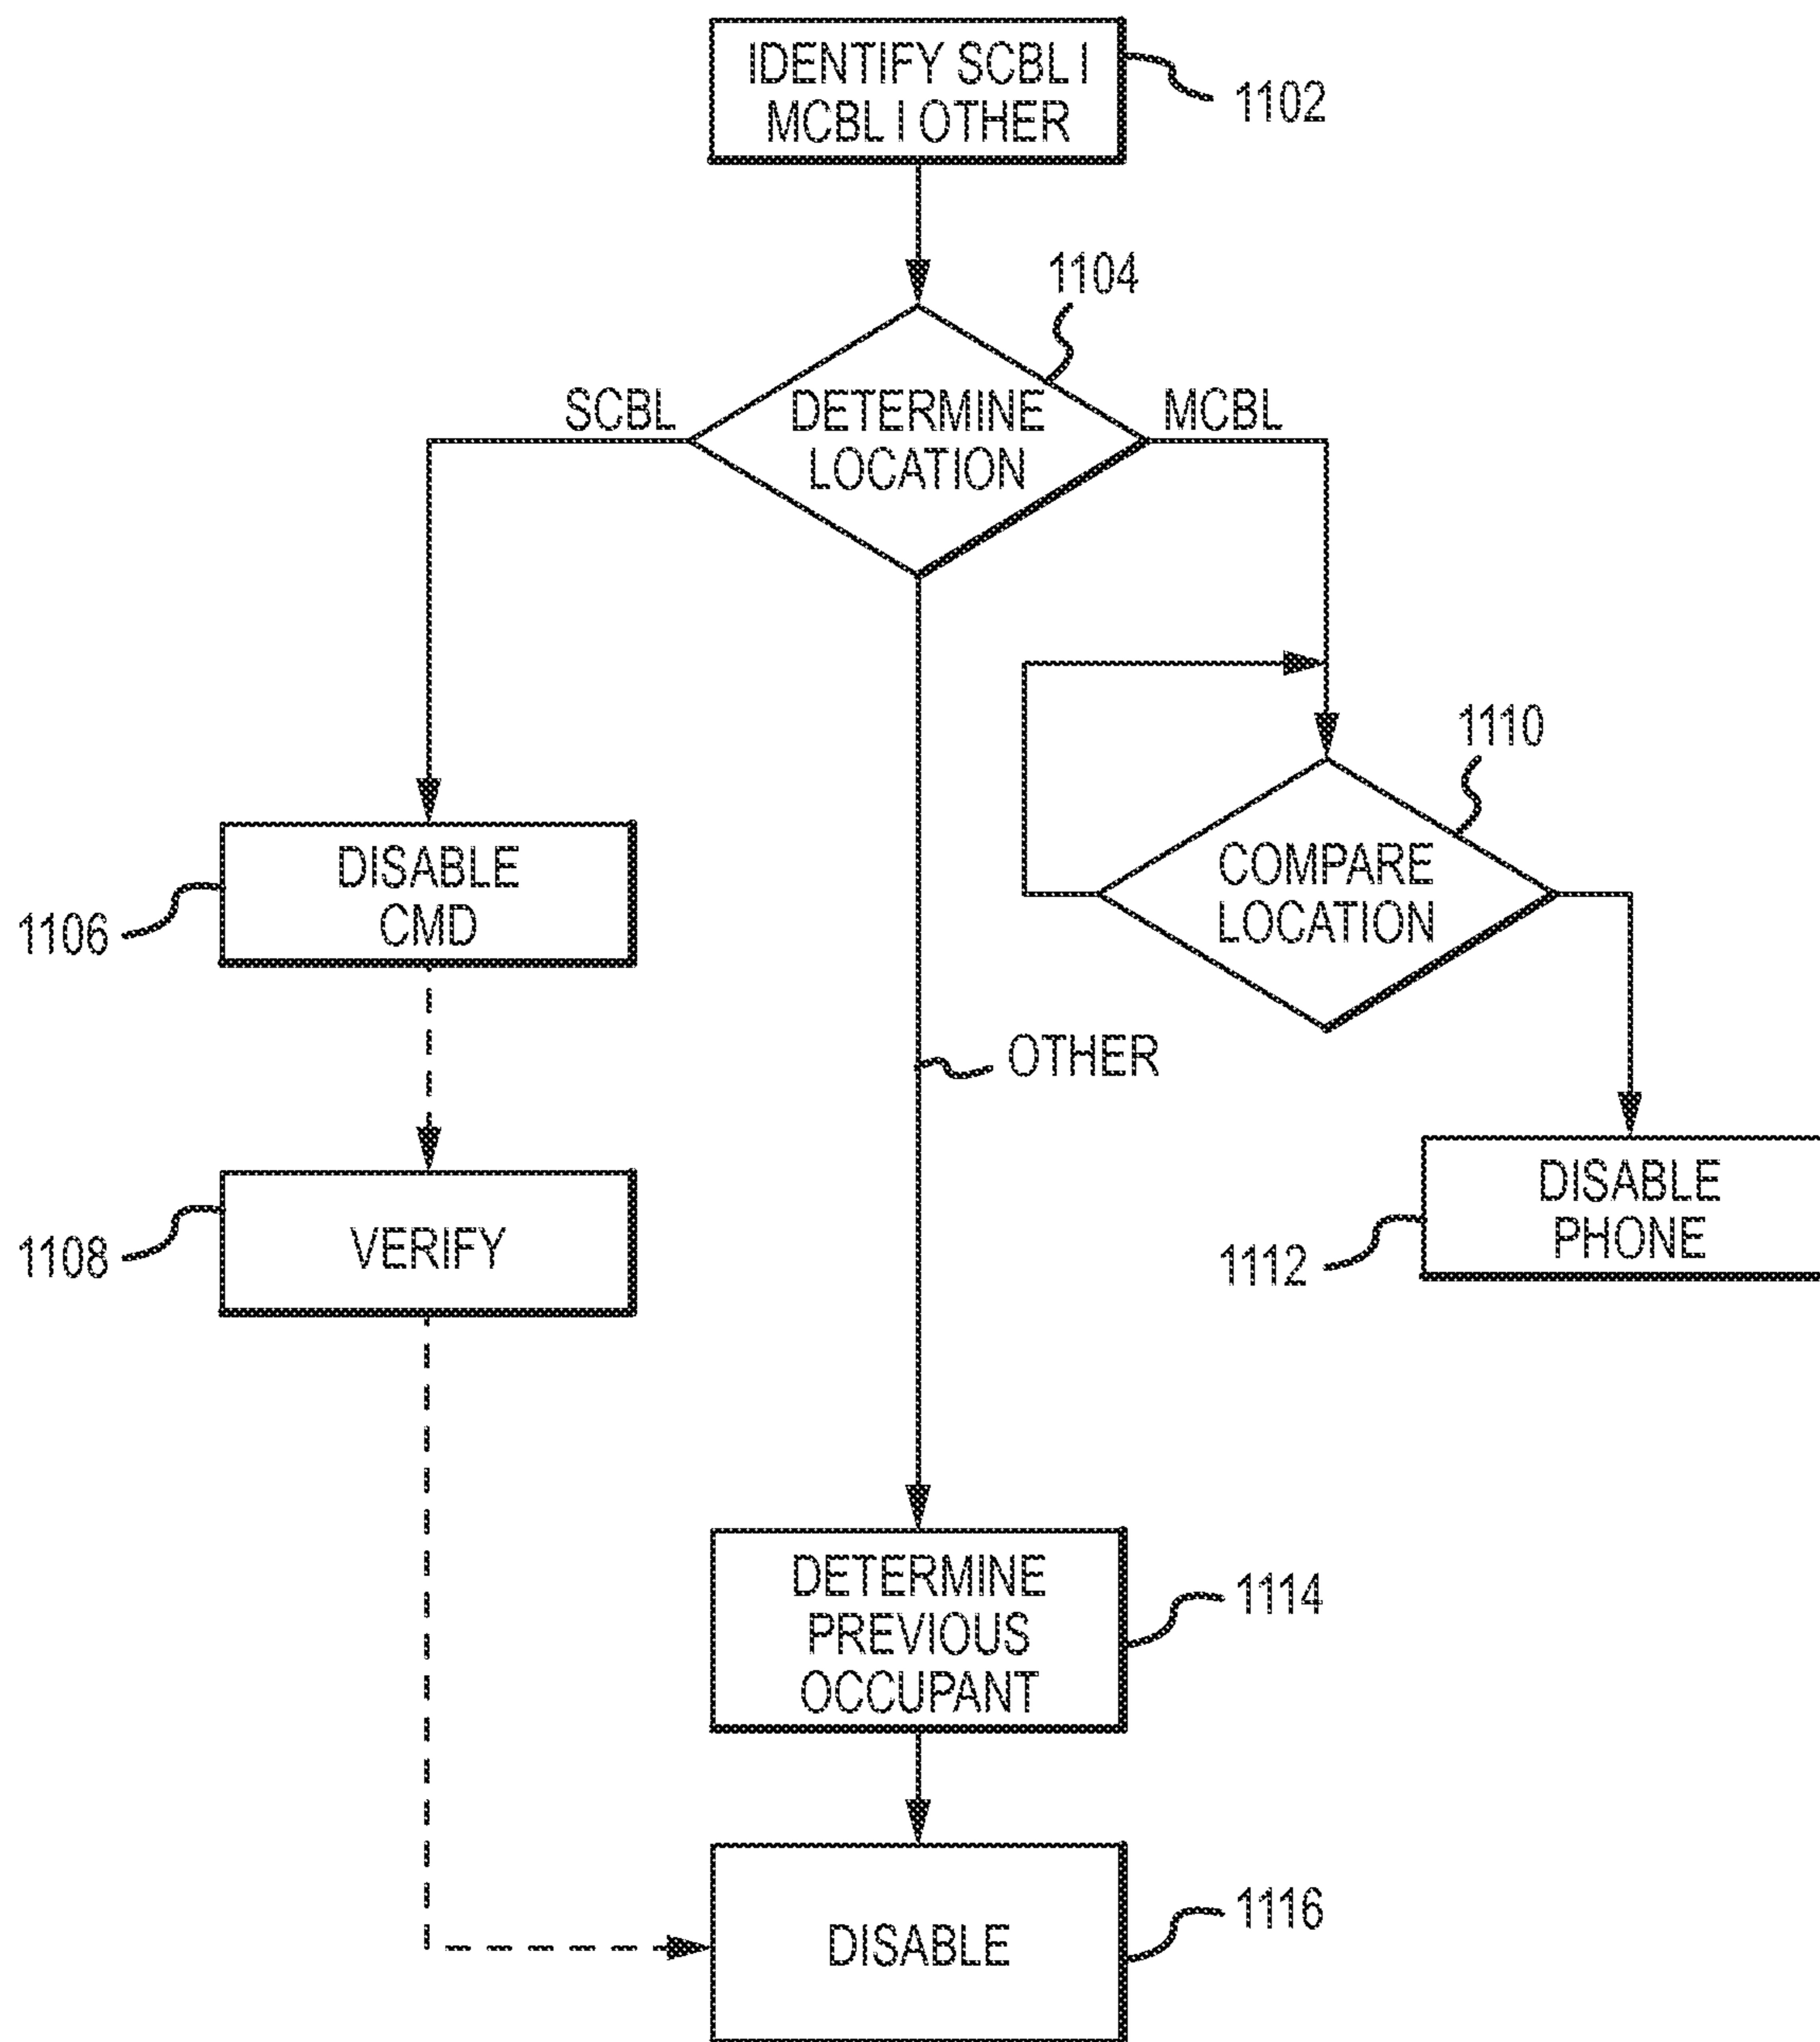 IDENTIFY SCBL I
MCBL I OTHER
1102
1104
SCBL
DETERMINE
LOCATION
MCBL
1110
DISABLE
CMD
1106
COMPARE
LOCATION
OTHER
VERIFY
1108
DISABLE
PHONE
1112
DETERMINE
PREVIOUS
OCCUPANT
1114
DISABLE
1116